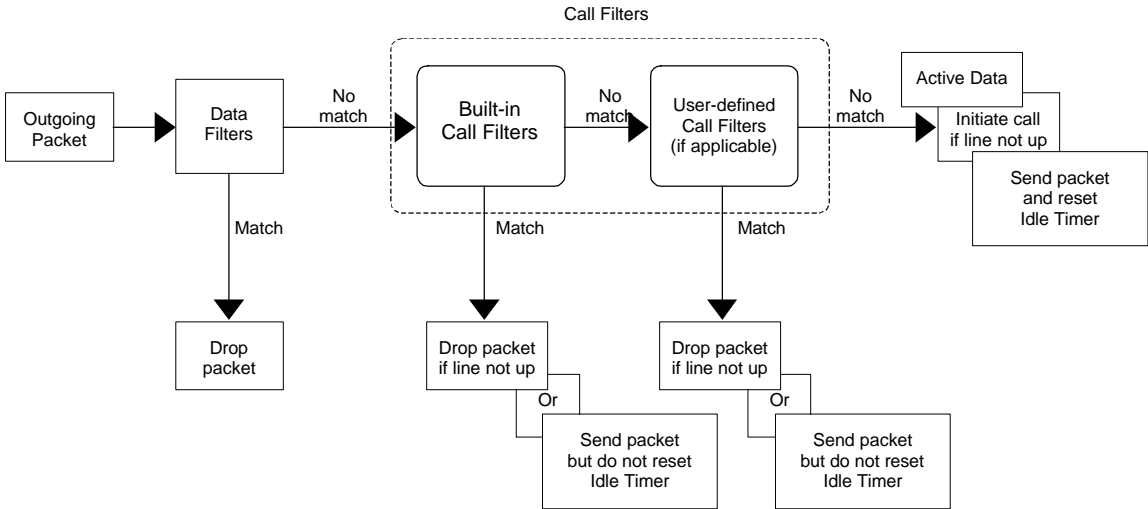 Call Filters
Outgoing
Packet
Data
Filters
No
match
Built-in
Call Filters
No
match
User-defined
Call Filters
(if applicable)
No
match
Active Data
Initiate call
if line not up
Send packet
and reset
Idle Timer
Match
Match
Match
Drop
packet
Drop packet
if line not up
Or
Send packet
but do not reset
Idle Timer
Drop packet
if line not up
Or
Send packet
but do not reset
Idle Timer